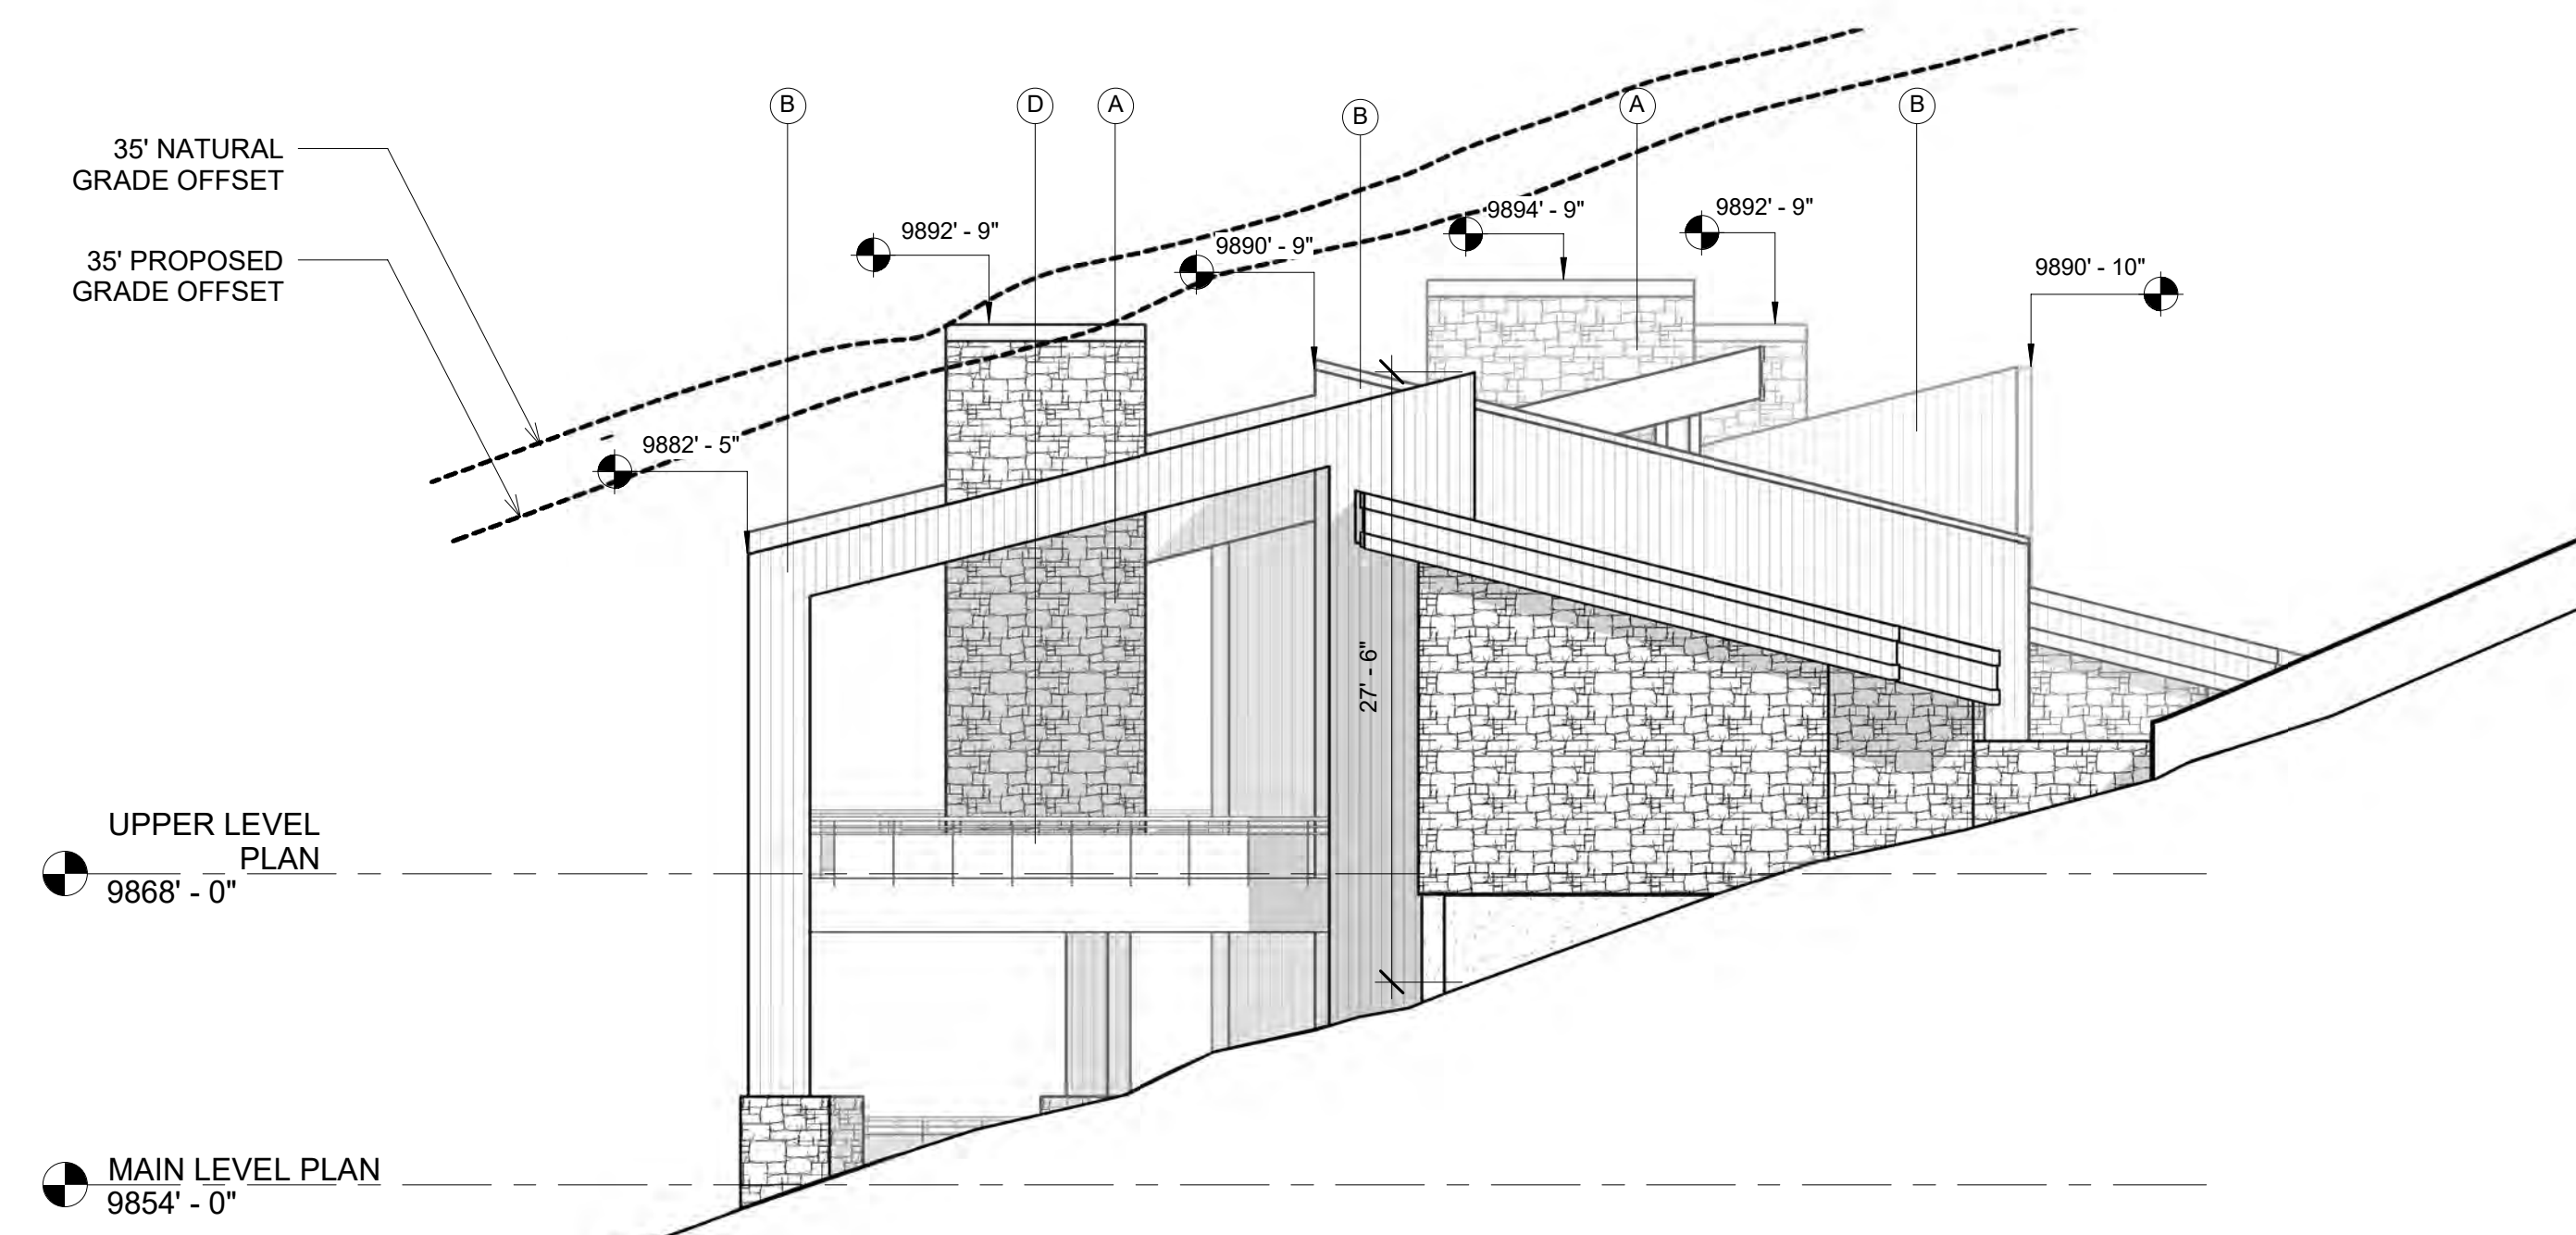 B
D
A
B
A
B
35' NATURAL
GRADE OFFSET
35' PROPOSED
GRADE OFFSET
9892' - 9"
9890' - 9"
9894' - 9"
9892' - 9"
9890' - 10"
9882' - 5"
27' - 6"
UPPER LEVEL
PLAN
9868' - 0"
MAIN LEVEL PLAN
9854' - 0"